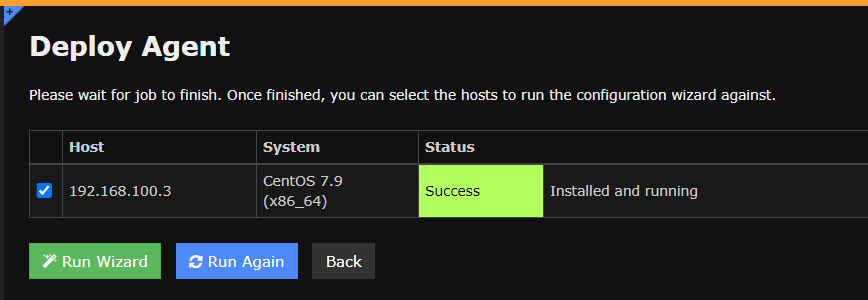 Deploy Agent
Please wait for job to finish. Once finished, you can select the hosts to run the configuration wizard against.
Host System Status
192.168.100.3 CentOS 7.9 (x86_64) Success Installed and running
Run Wizard Run Again Back